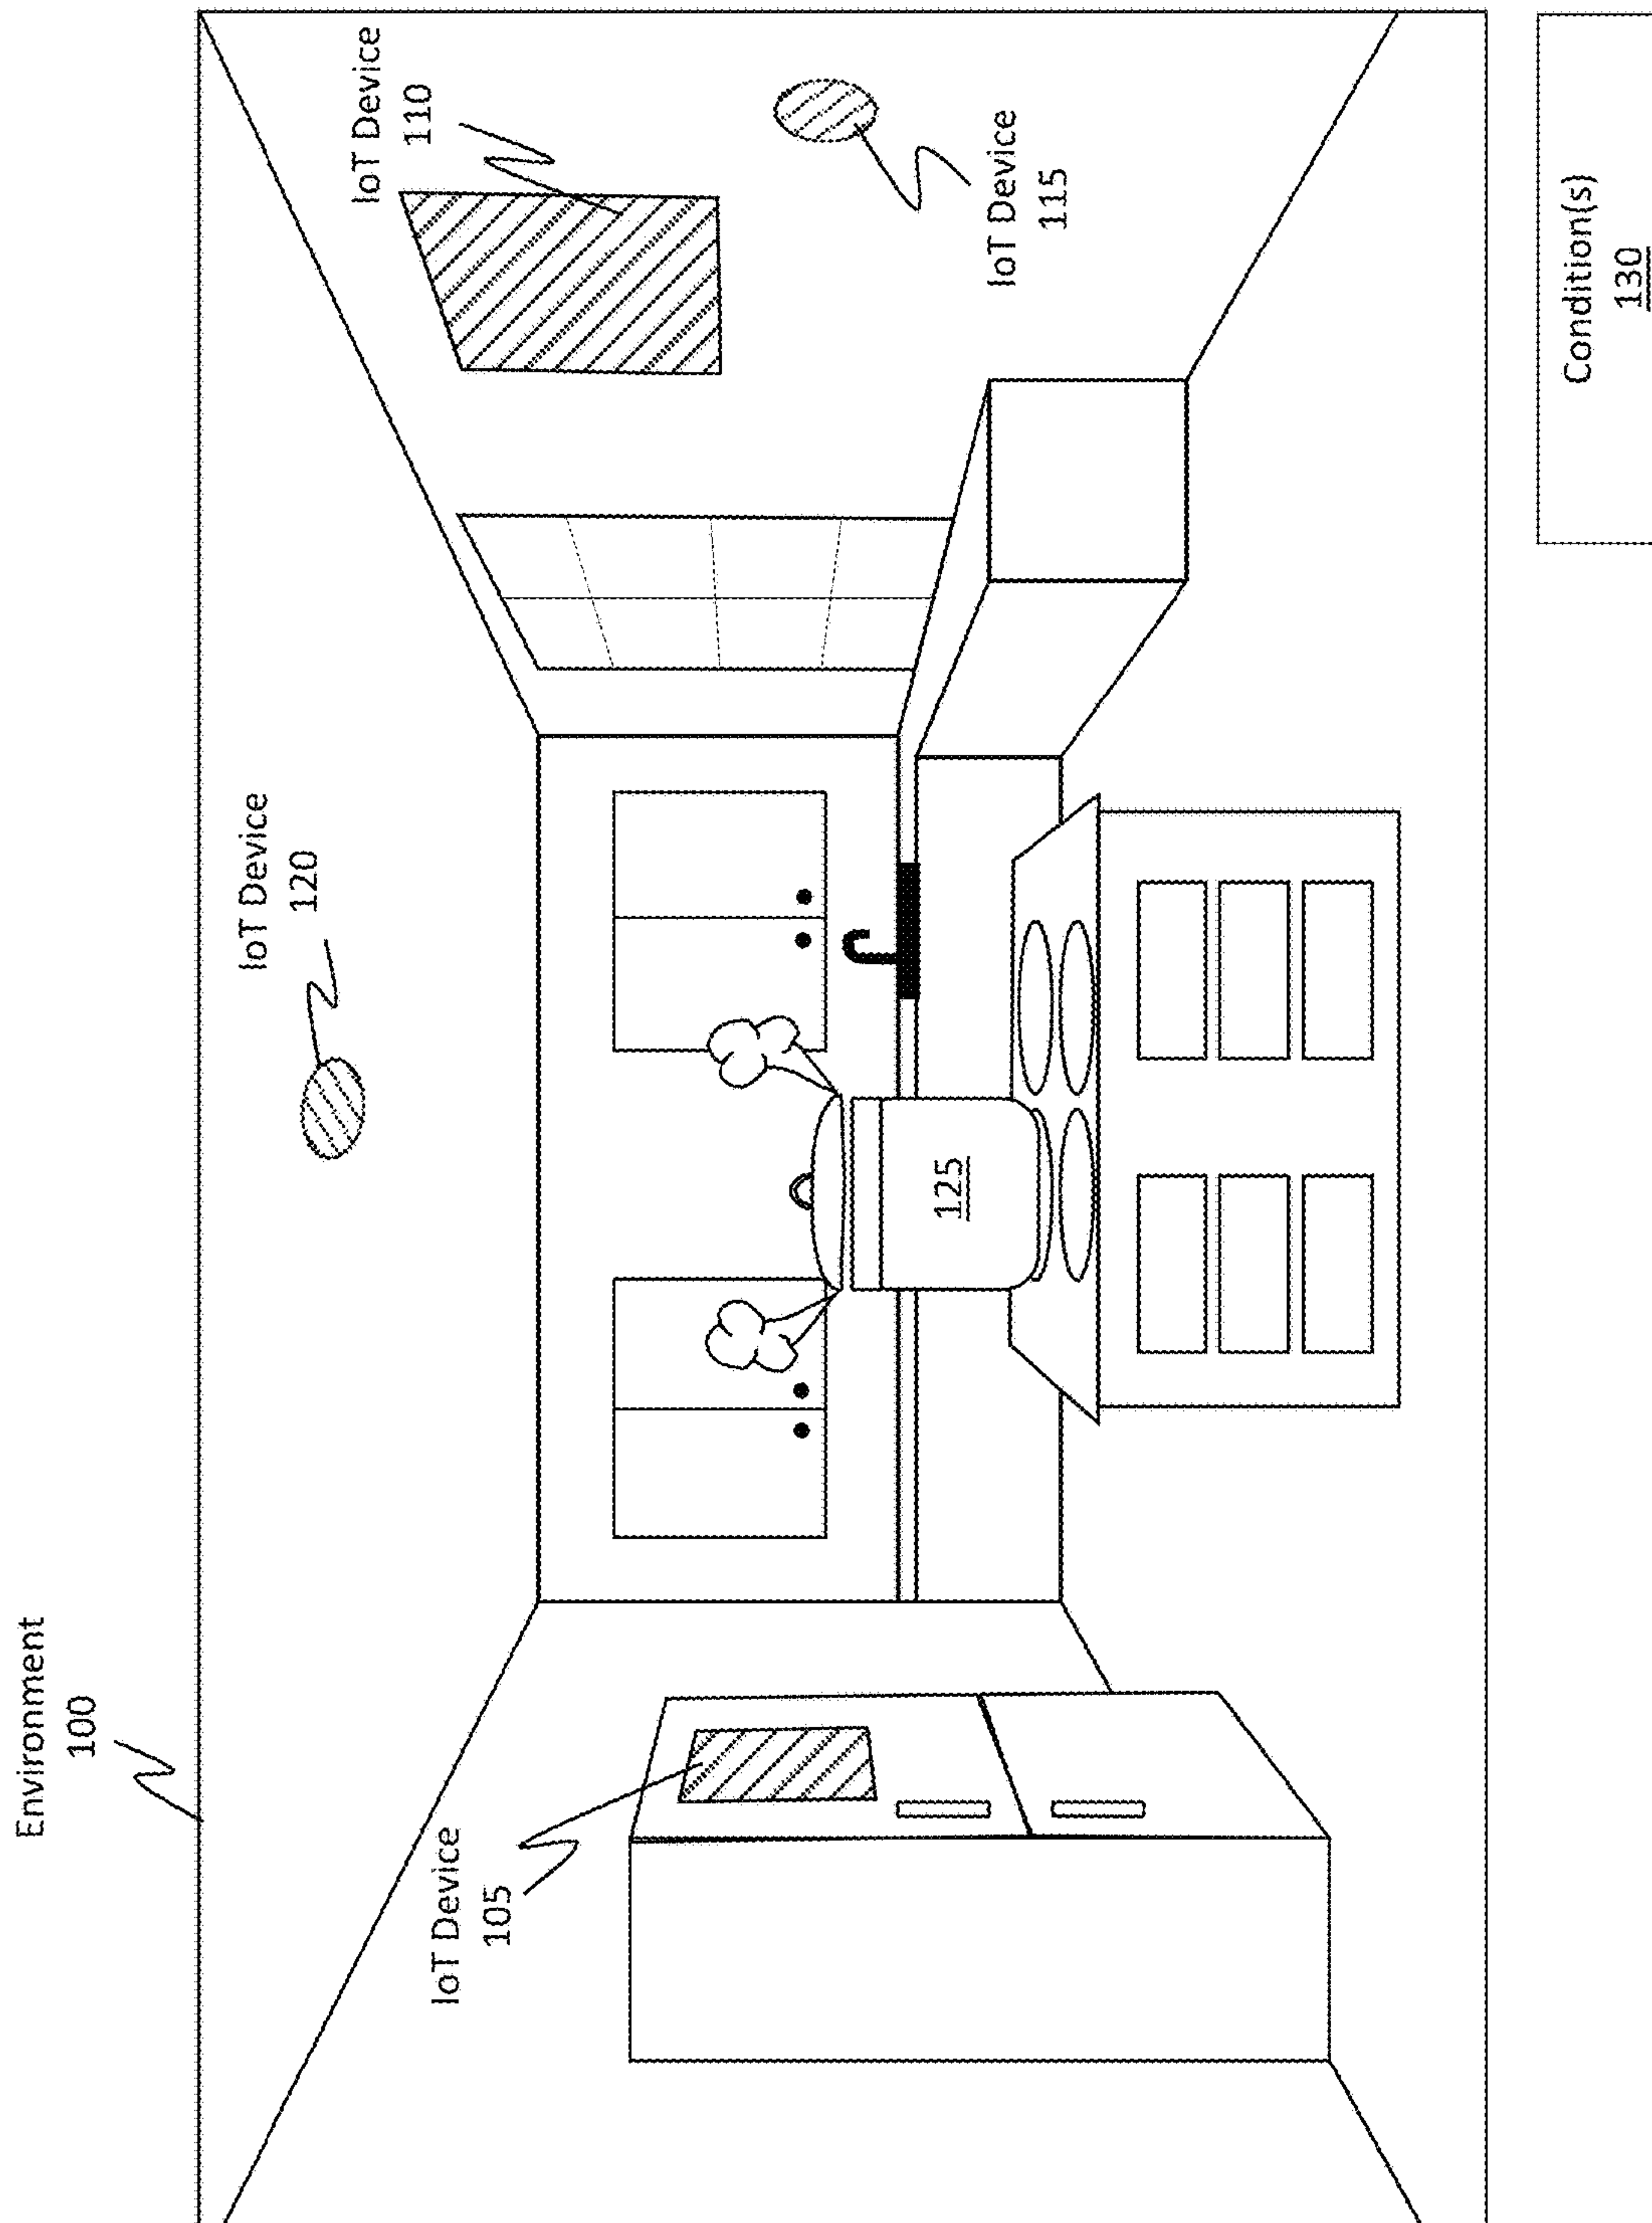 Environment
100
IoT Device
120
IoT Device
110
IoT Device
105
IoT Device
115
125
Condition(s)
130